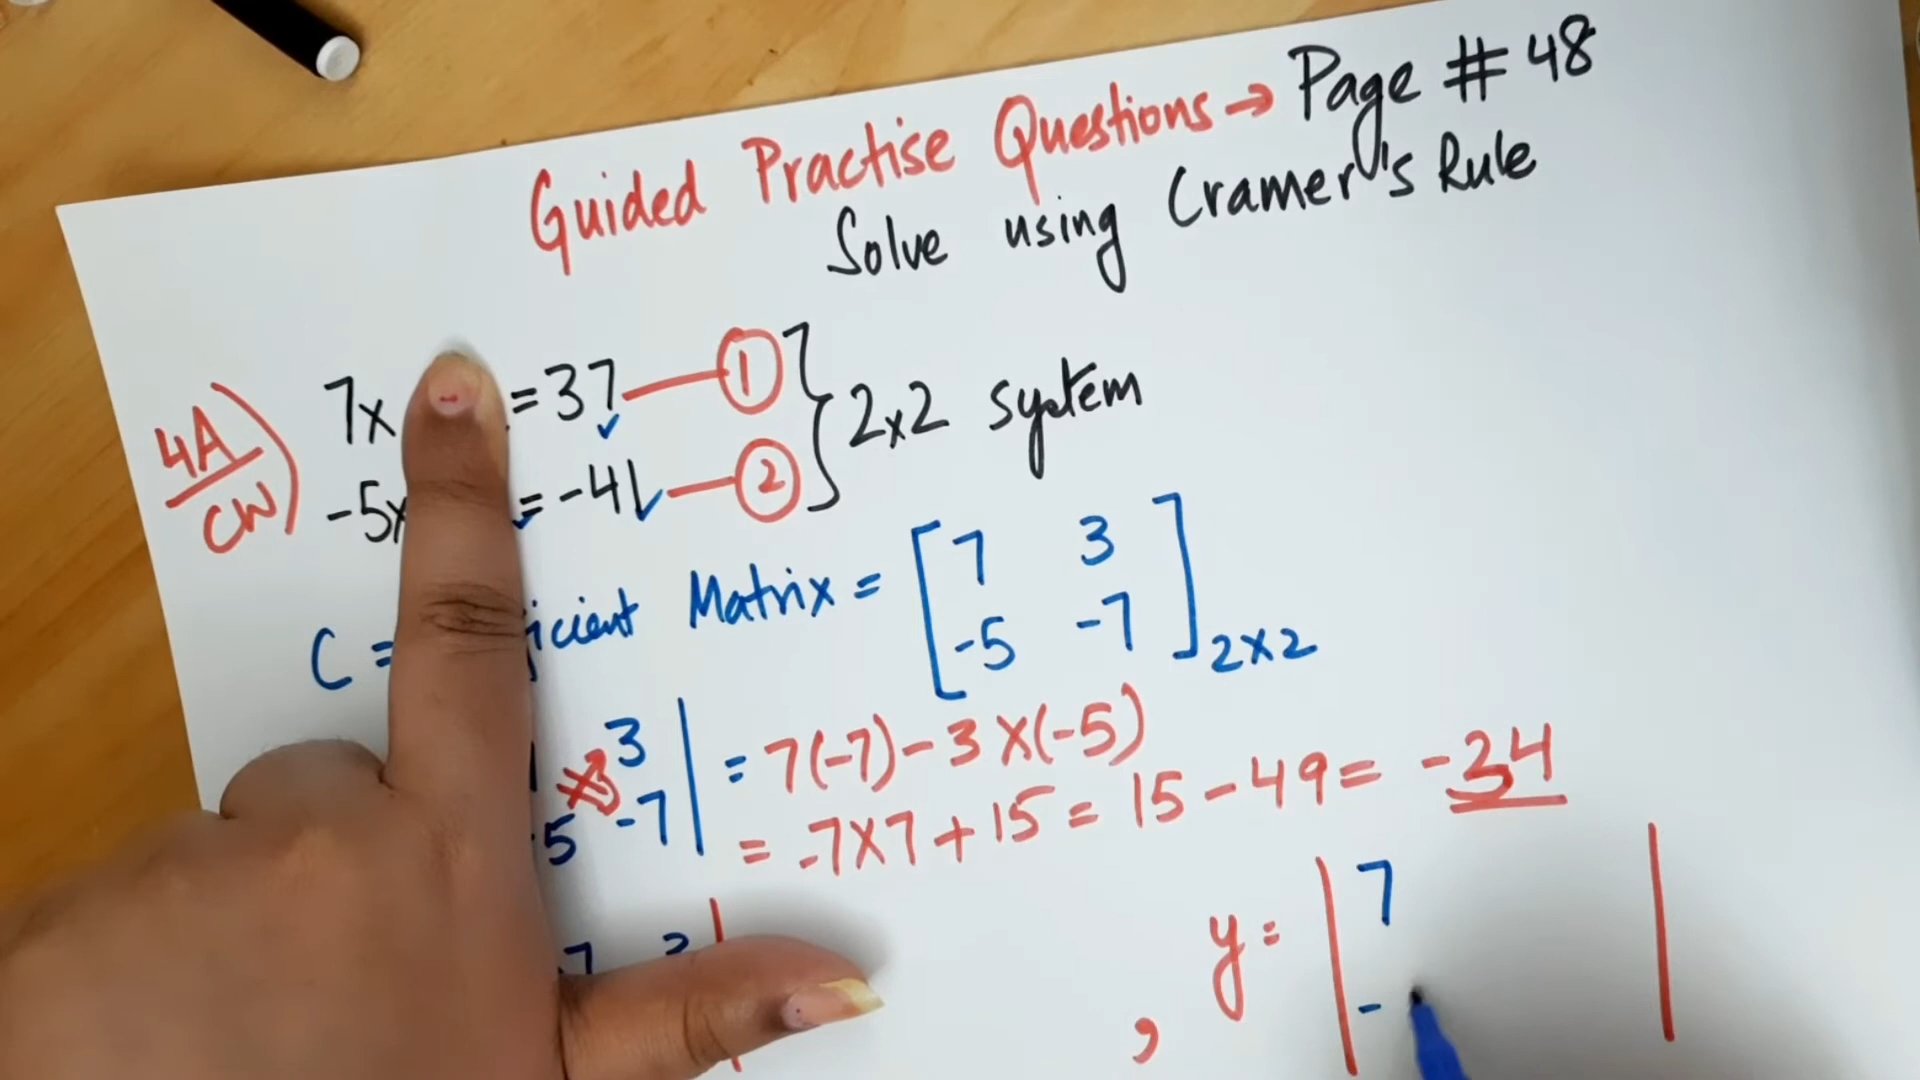 Guided Practise Questions → Page # 48
Solve using Cramer's Rule
4A/CW)
7x = 37 — ① 
-5x = -41 — ② 
} 2x2 system
C = icient Matrix = [7 3 -5 -7] 2x2
3
5 -7 | = 7(-7) - 3 x(-5)
= -7x7 + 15 = 15 - 49 = -34
7 3 | , y = | 7
- |